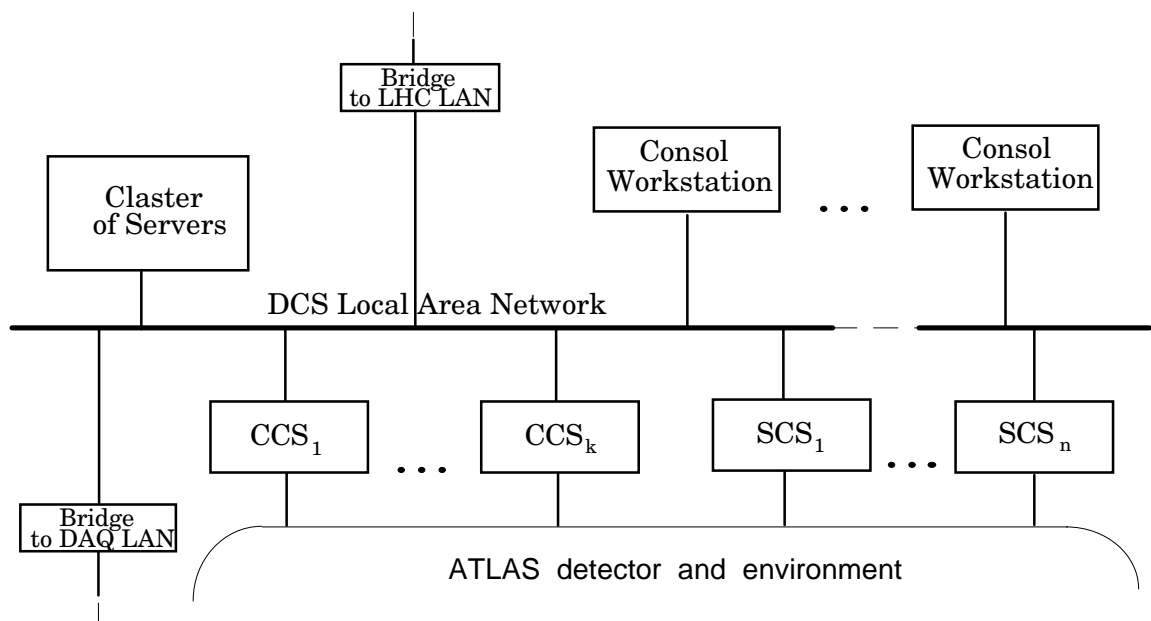 Bridge
to LHC LAN
Consol
Workstation
Consol
Workstation
Claster
of Servers
...
DCS Local Area Network
CCS1
CCSk
SCS1
SCSn
...
...
Bridge
to DAQ LAN
ATLAS detector and environment